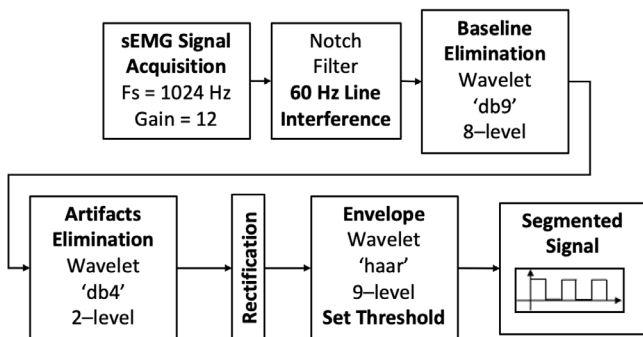 sEMG Signal
Acquisition
Fs = 1024 Hz
Gain = 12
Notch
Filter
60 Hz Line
Interference
Baseline
Elimination
Wavelet
‘db9’
8–level
Artifacts
Elimination
Wavelet
‘db4’
2–level
Rectification
Envelope
Wavelet
‘haar’
9–level
Set Threshold
Segmented
Signal